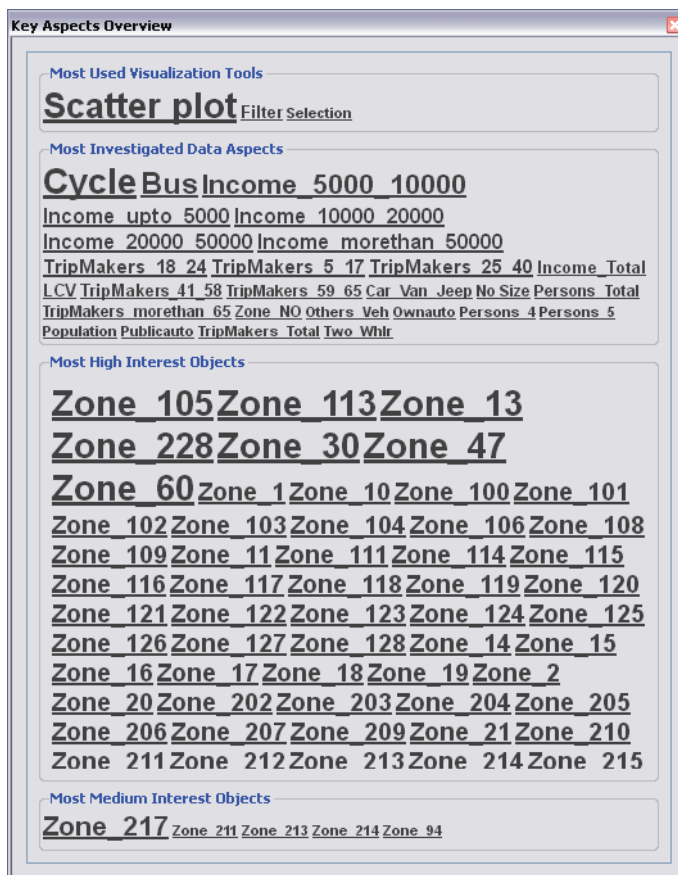 Key Aspects Overview
Most Used Visualization Tools
Scatter plot Filter Selection
Most Investigated Data Aspects
Cycle Bus Income_5000_10000
Income_upto_5000 Income_10000_20000
Income_20000_50000 Income_morethan_50000
TripMakers_18_24 TripMakers_5_17 TripMakers_25_40 Income_Total
LCV TripMakers_41_58 TripMakers_59_65 Car_Van_Jeep No Size Persons_Total
TripMakers_morethan_65 Zone_NO Others_Veh Ownauto Persons_4 Persons_5
Population Publicauto TripMakers_Total Two_Whlr
Most High Interest Objects
Zone_105 Zone_113 Zone_13
Zone_228 Zone_30 Zone_47
Zone_60 Zone_1 Zone_10 Zone_100 Zone_101
Zone_102 Zone_103 Zone_104 Zone_106 Zone_108
Zone_109 Zone_11 Zone_111 Zone_114 Zone_115
Zone_116 Zone_117 Zone_118 Zone_119 Zone_120
Zone_121 Zone_122 Zone_123 Zone_124 Zone_125
Zone_126 Zone_127 Zone_128 Zone_14 Zone_15
Zone_16 Zone_17 Zone_18 Zone_19 Zone_2
Zone_20 Zone_202 Zone_203 Zone_204 Zone_205
Zone_206 Zone_207 Zone_209 Zone_21 Zone_210
Zone_211 Zone_212 Zone_213 Zone_214 Zone_215
Most Medium Interest Objects
Zone_217 Zone_211 Zone_213 Zone_214 Zone_94